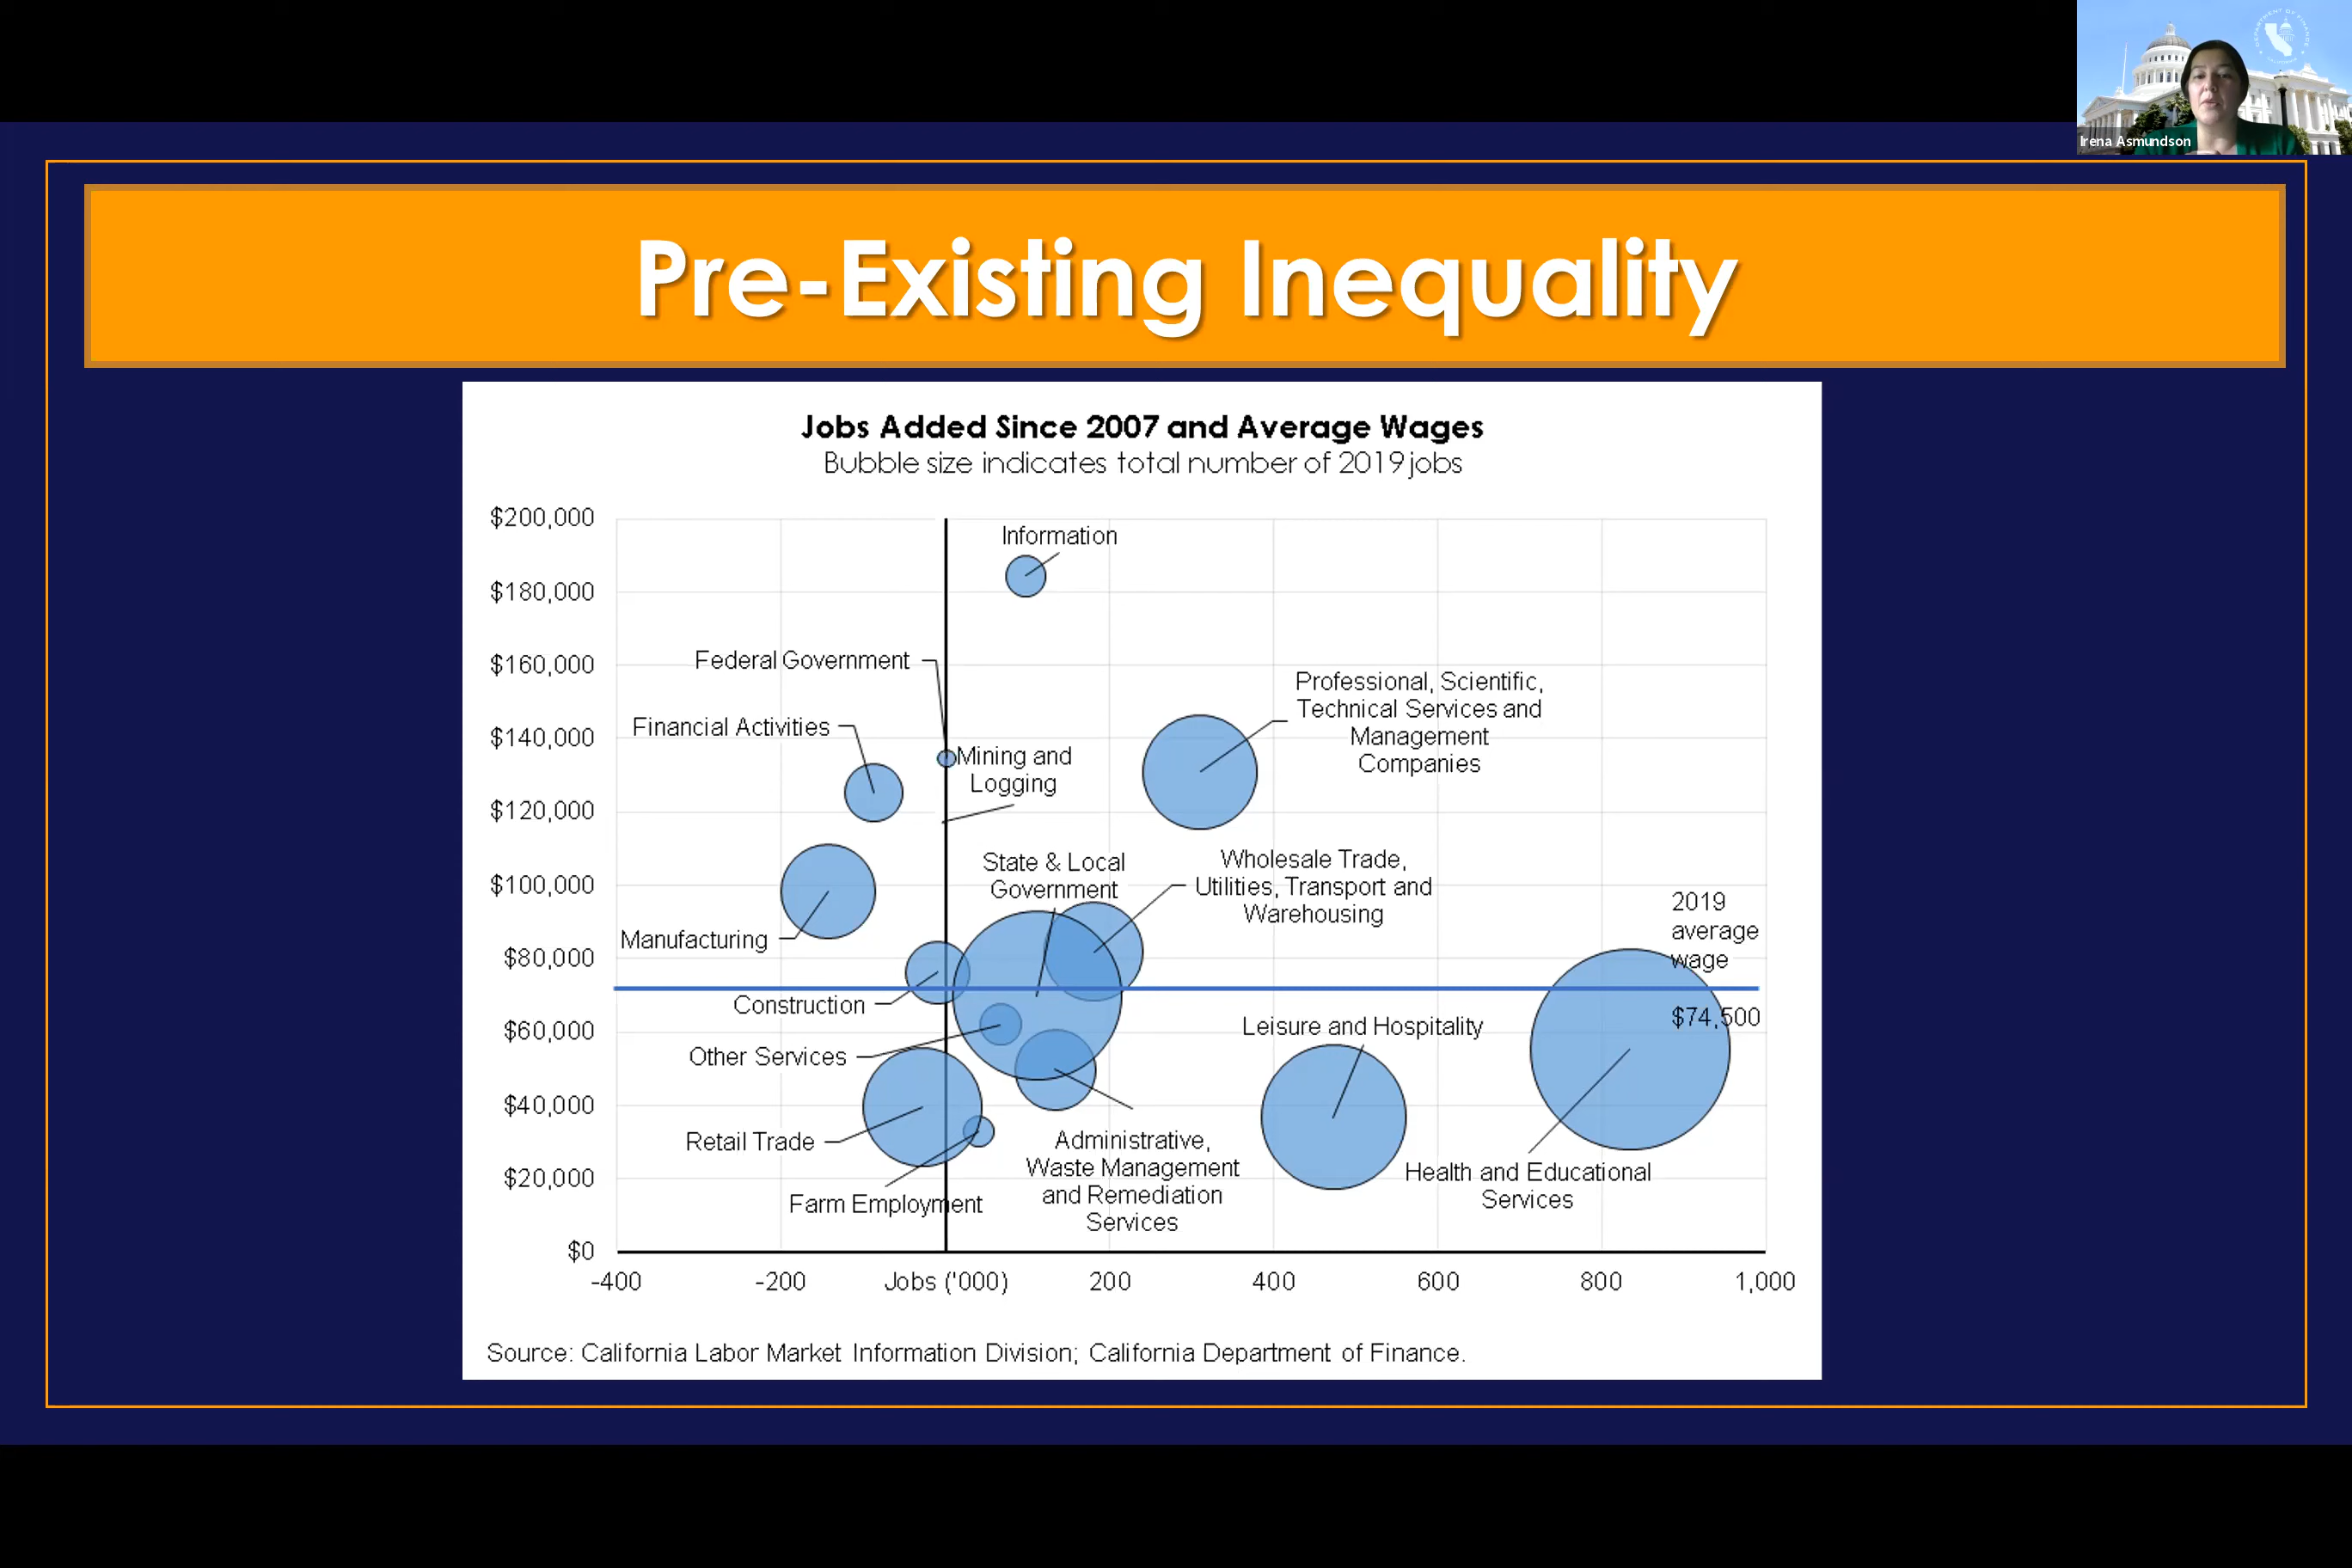 Irena Asmundson
Pre-Existing Inequality
Jobs Added Since 2007 and Average Wages
Bubble size indicates total number of 2019 jobs
$200,000
$180,000
$160,000
$140,000
$120,000
$100,000
$80,000
$60,000
$40,000
$20,000
$0
Information
Federal Government
Professional, Scientific,
Technical Services and
Management
Companies
Financial Activities
Mining and
Logging
State & Local
Government
Wholesale Trade,
Utilities, Transport and
Warehousing
2019
average
wage
Manufacturing
Construction
$74,500
Leisure and Hospitality
Other Services
Retail Trade
Administrative,
Waste Management
and Remediation
Services
Health and Educational
Services
Farm Employment
-400
-200
Jobs ('000)
200
400
600
800
1,000
Source: California Labor Market Information Division; California Department of Finance.